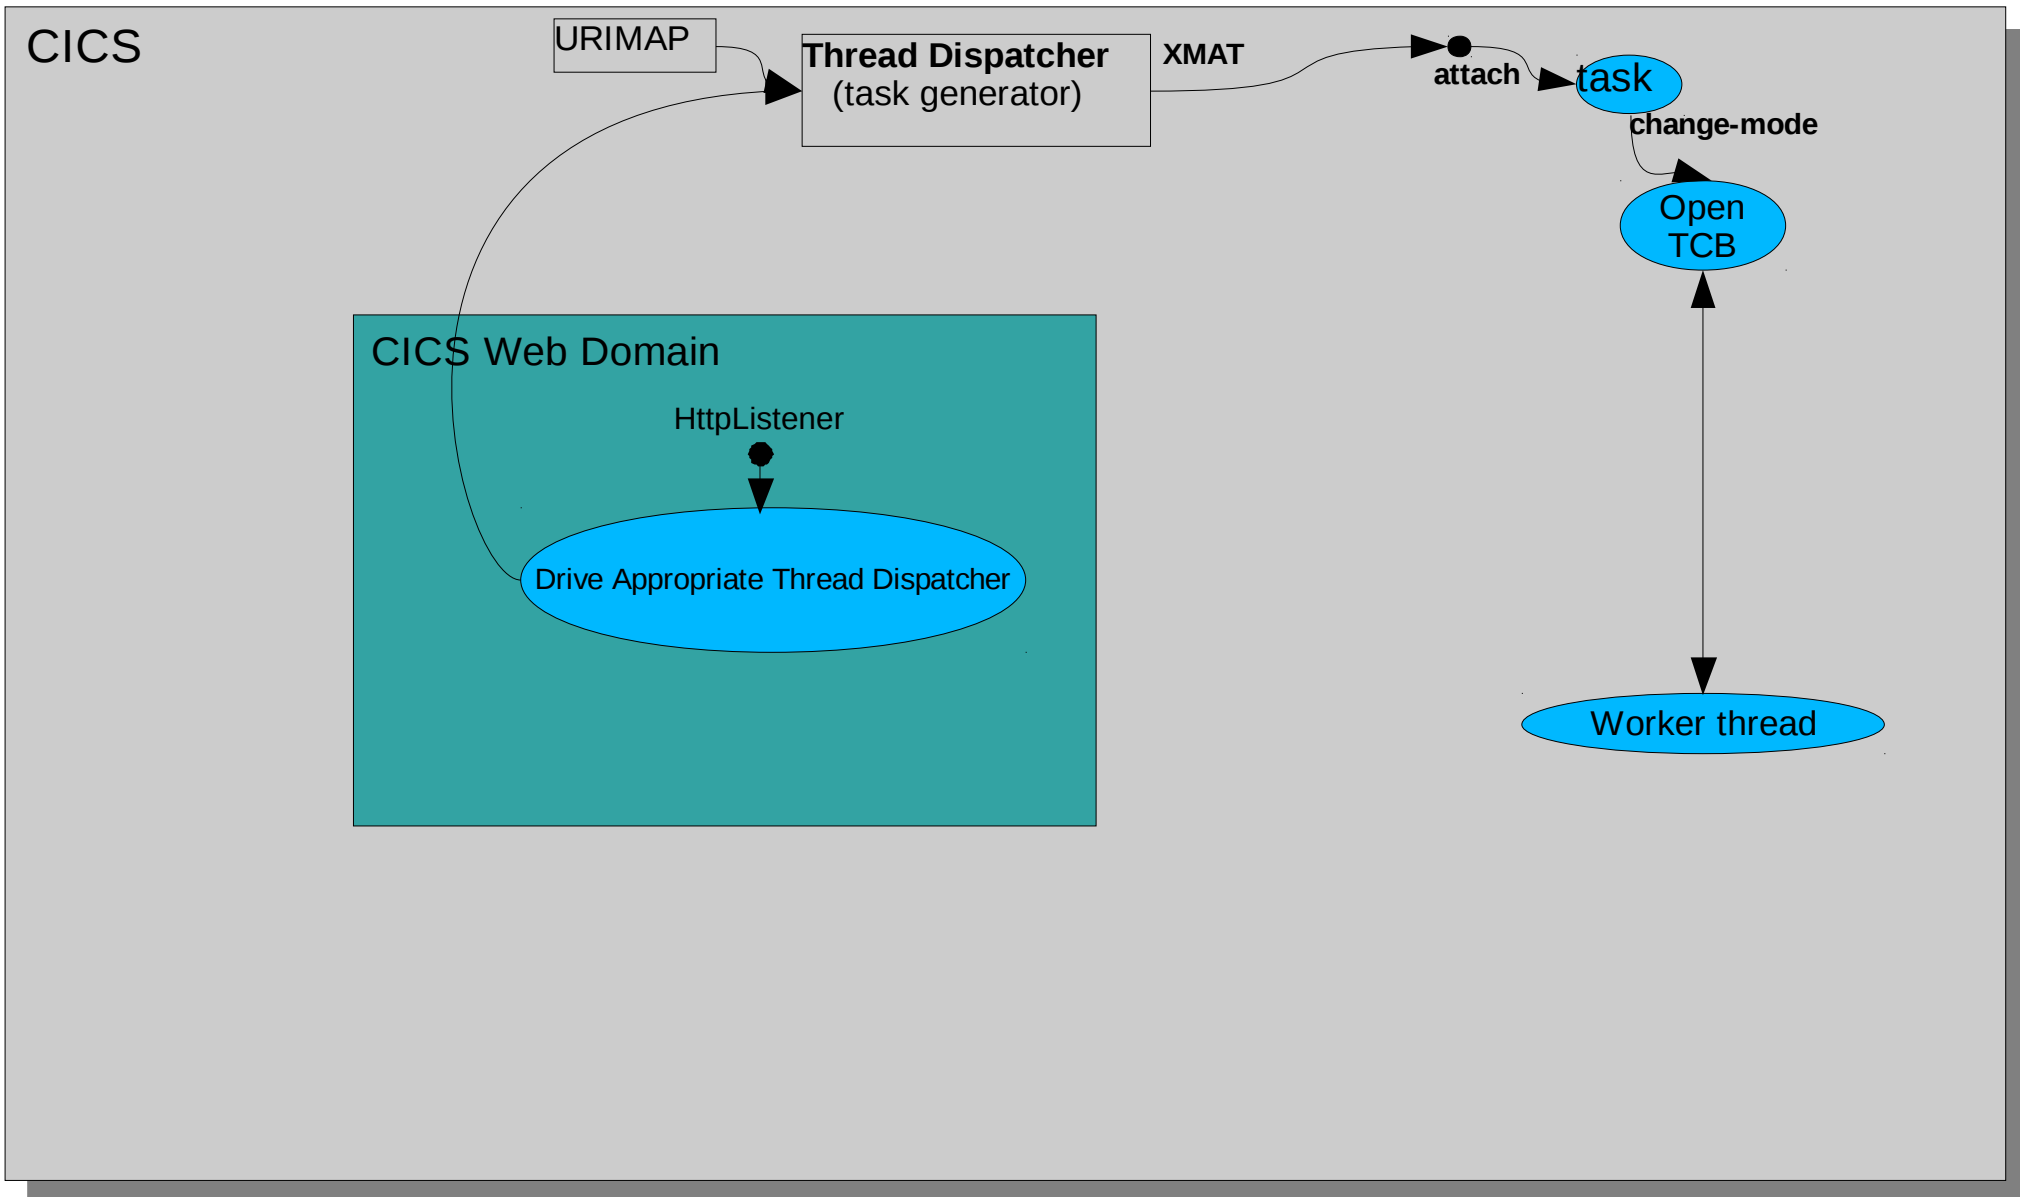 CICS
URIMAP
Thread Dispatcher
(task generator)
XMAT
attach
task
change-mode
Open
TCB
CICS Web Domain
HttpListener
Drive Appropriate Thread Dispatcher
Worker thread